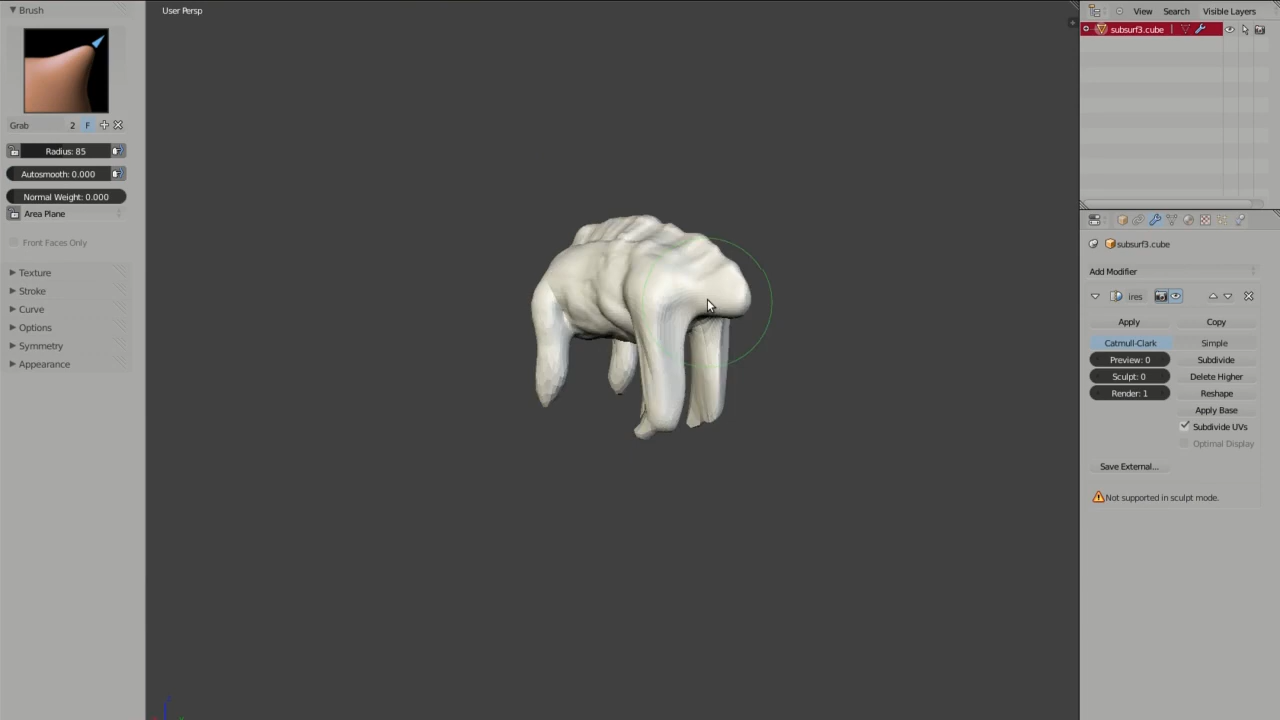 Brush
Grab 2 F
Radius: 85
Autosmooth: 0.000
Normal Weight: 0.000
Area Plane
Front Faces Only
Texture
Stroke
Curve
Options
Symmetry
Appearance
User Persp
View Search Visible Layers
subsurf3.cube
subsurf3.cube
Add Modifier
ires
Apply Copy
Catmull-Clark Simple
Preview: 0 Subdivide
Sculpt: 0 Delete Higher
Render: 1 Reshape
Apply Base
Subdivide UVs
Optimal Display
Save External...
Not supported in sculpt mode.